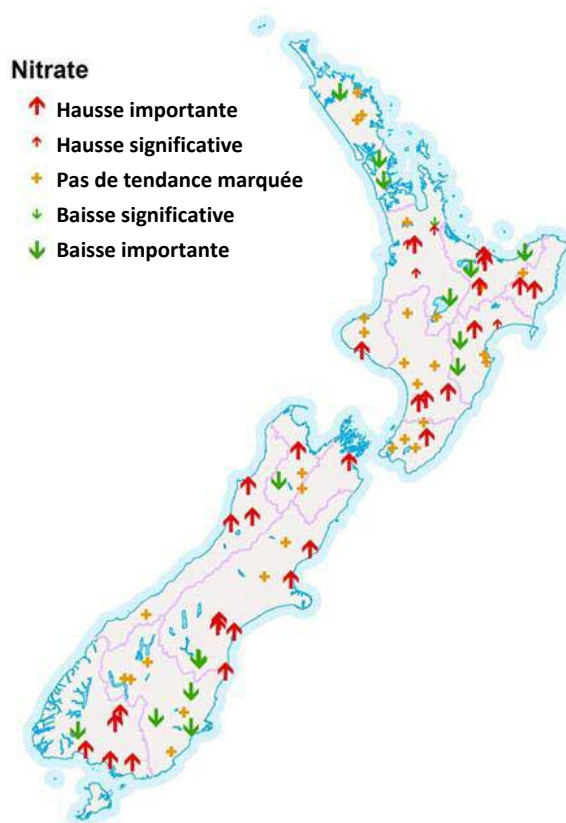 Nitrate
Hausse importante
Hausse significative
Pas de tendance marquée
Baisse significative
Baisse importante